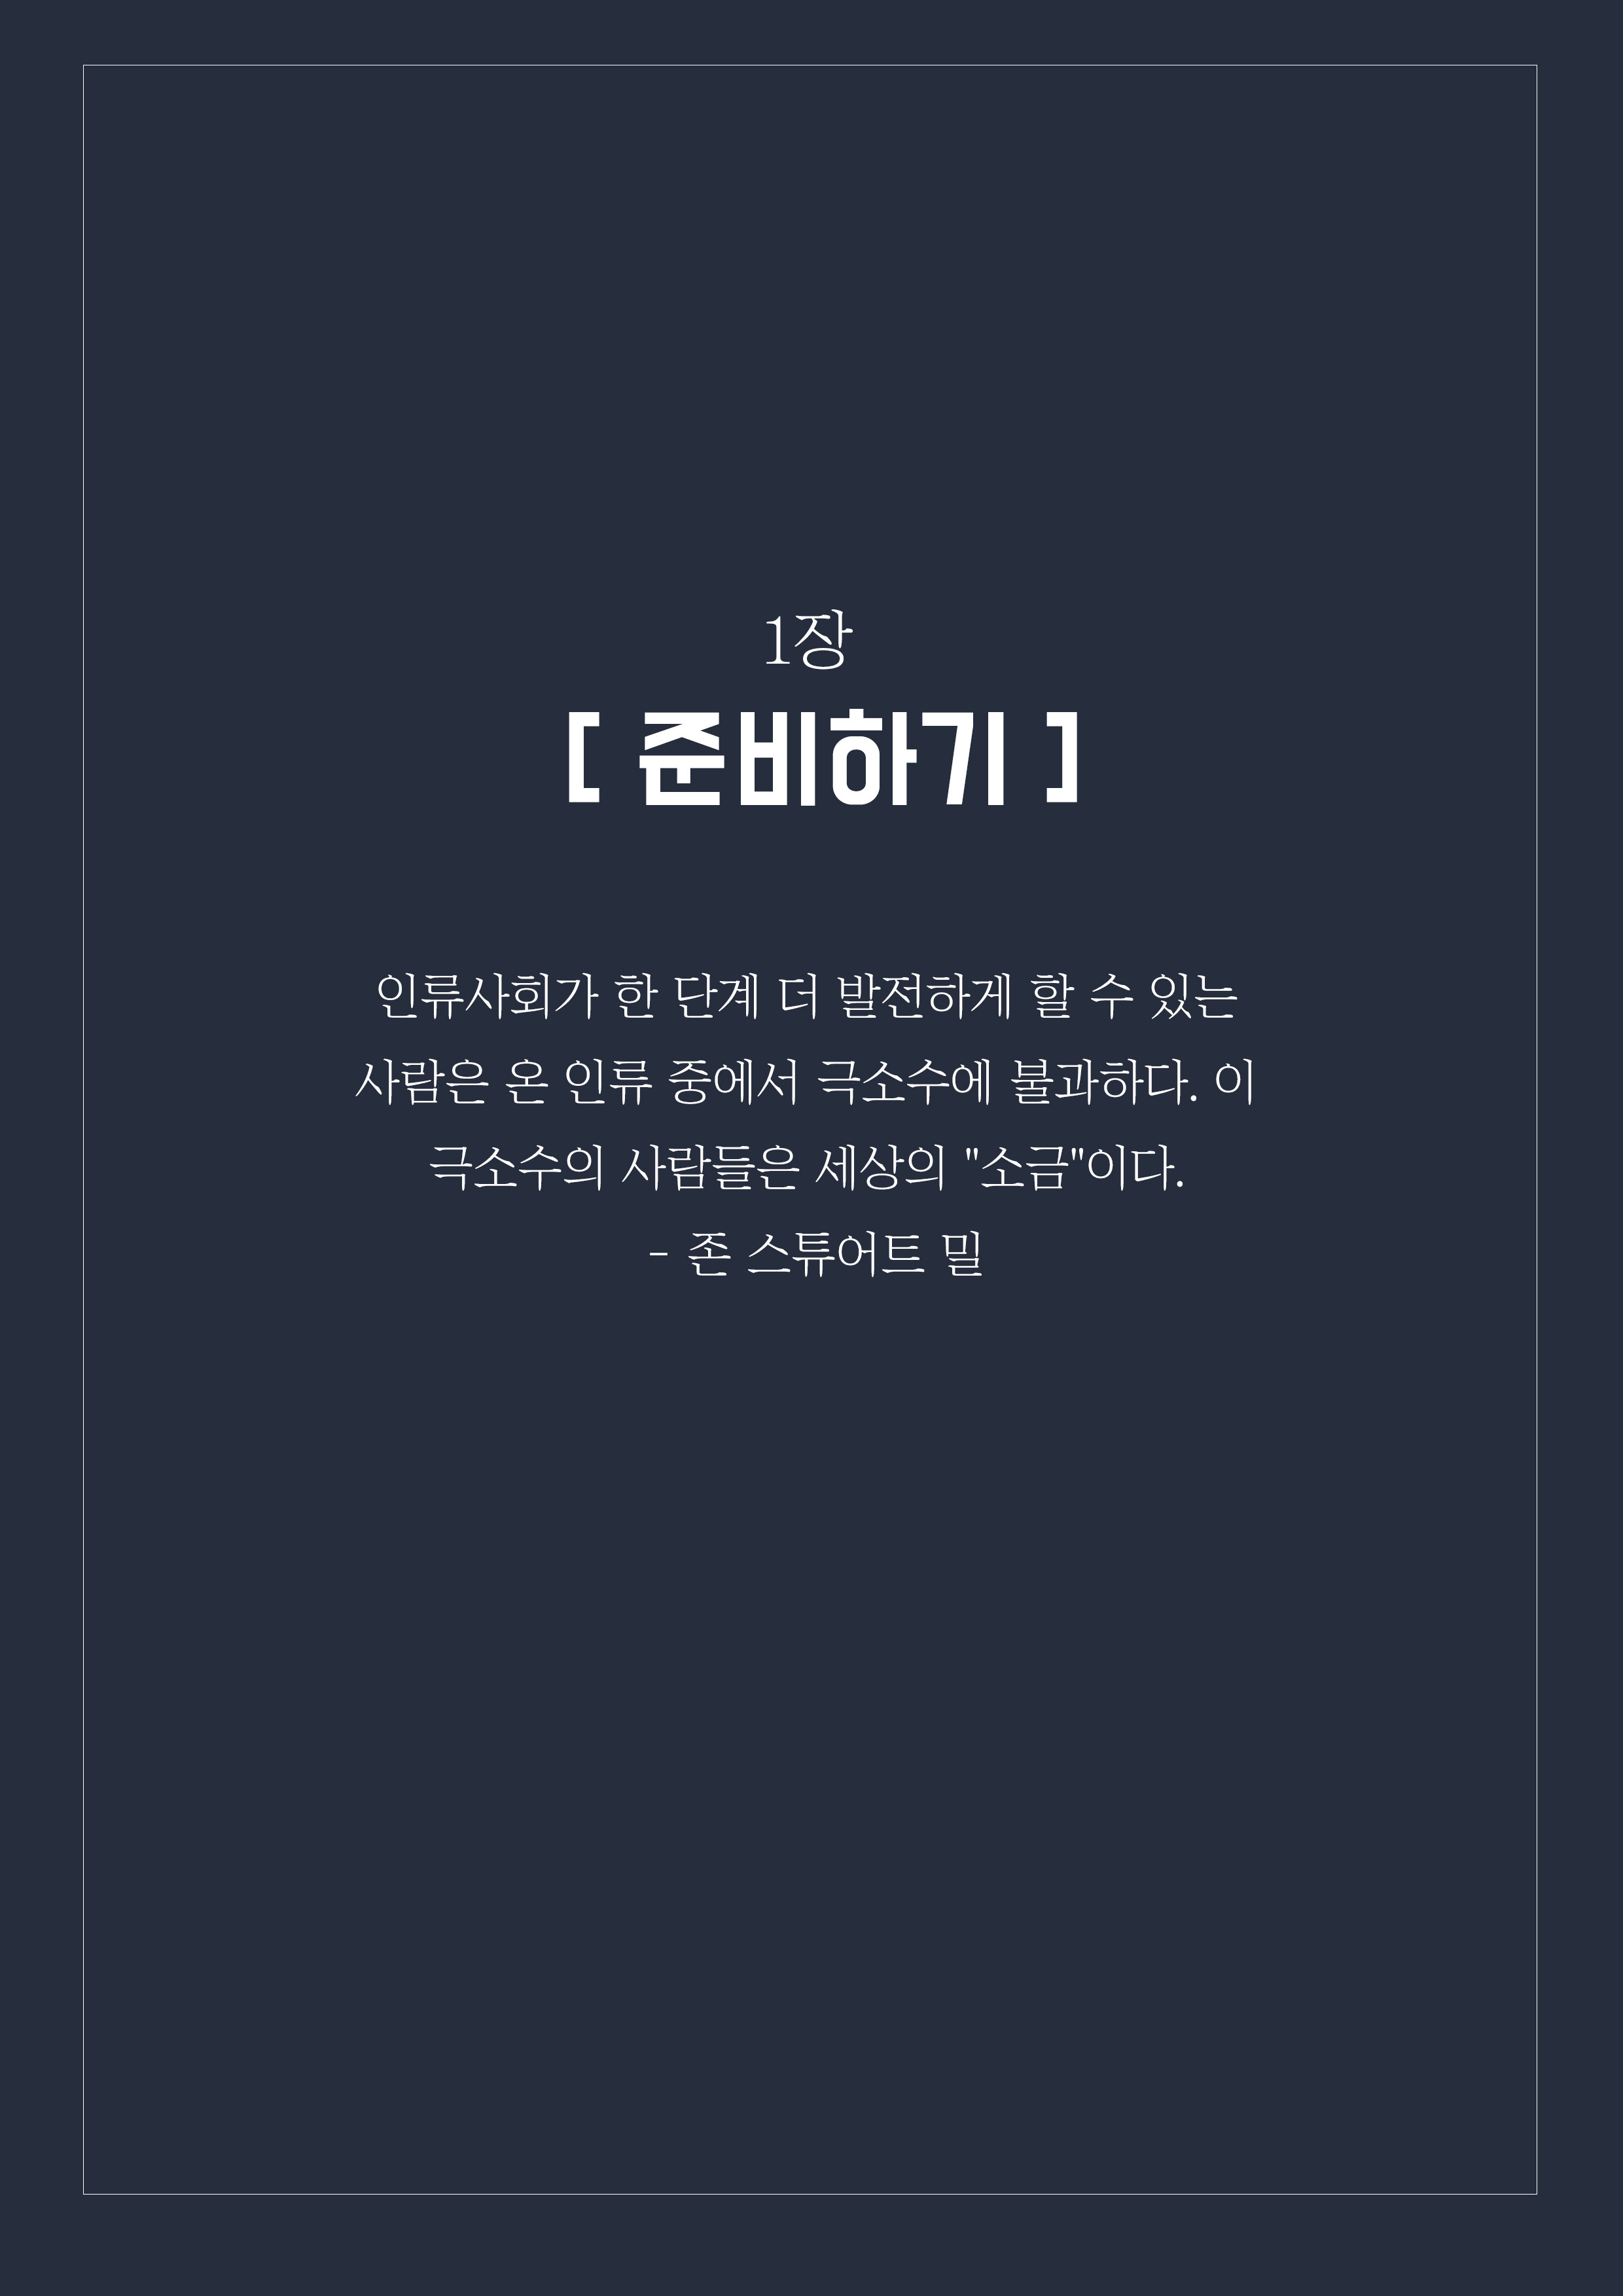 1장
[ 준비하기 ]
인류사회가 한 단계 더 발전하게 할 수 있는
사람은 온 인류 중에서 극소수에 불과하다. 이
극소수의 사람들은 세상의 "소금"이다.
- 존 스튜어트 밀